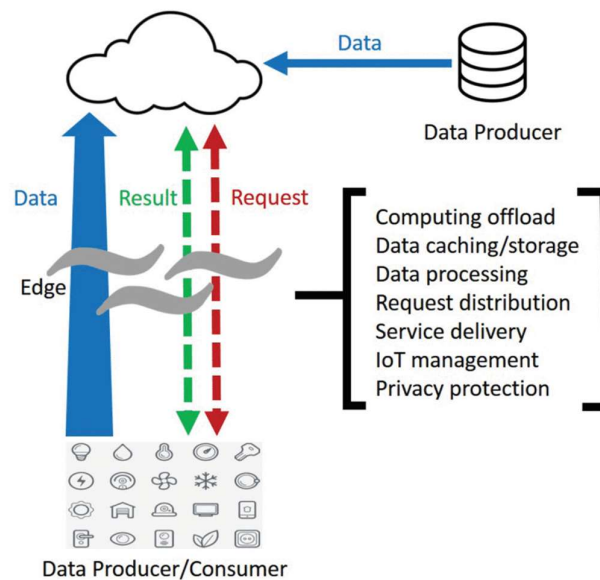 Data
Data Producer
Data
Result
Request
Edge
Computing offload
Data caching/storage
Data processing
Request distribution
Service delivery
IoT management
Privacy protection
Data Producer/Consumer